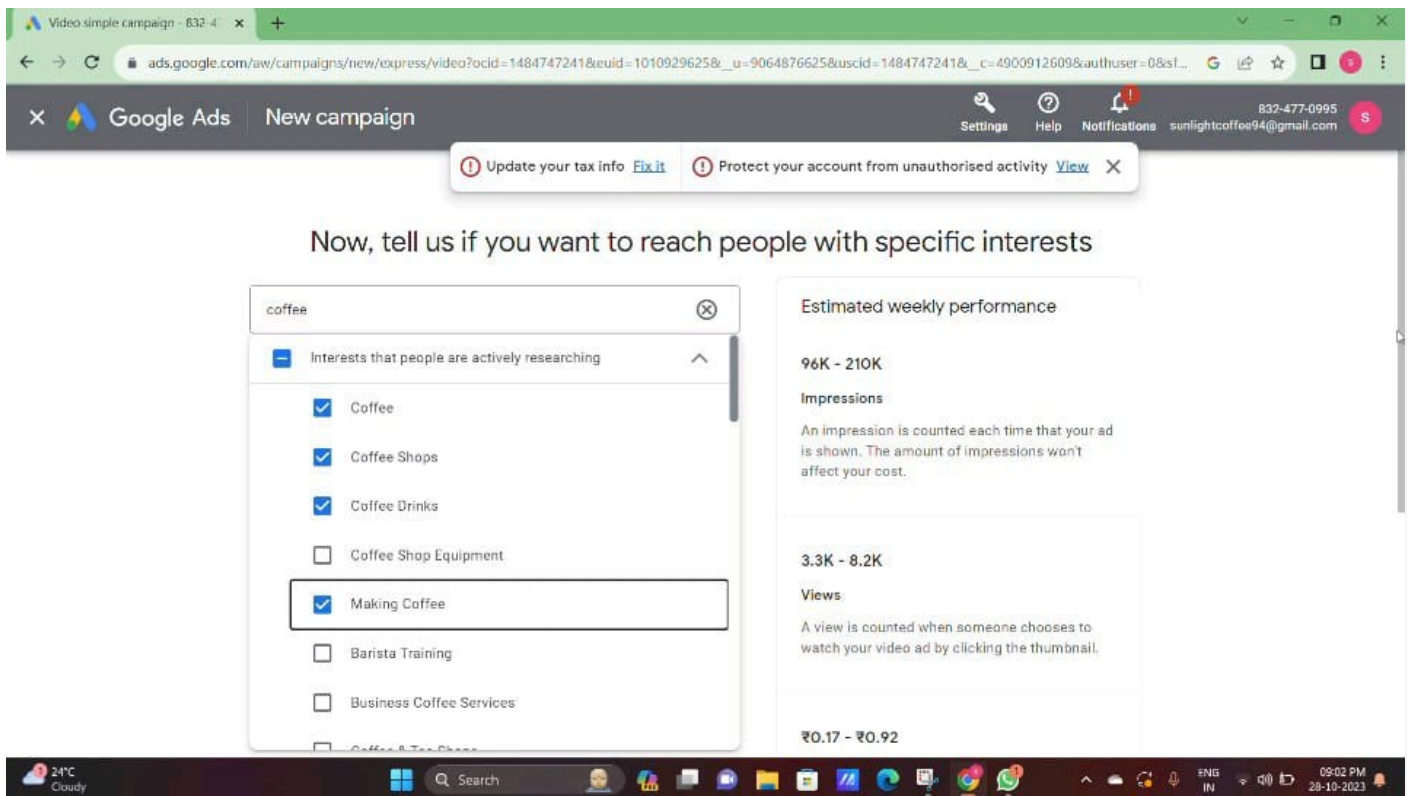 Video simple campaign - 832-4
ads.google.com/aw/campaigns/new/express/video?ocid=1484747241&euid=1010929625&__u=9064876625&uscid=1484747241&__c=4900912609&authuser=0&sf...
Google Ads
New campaign
Settings
Help
Notifications
832-477-0995
sunlightcoffee94@gmail.com
S
Update your tax info Fix it
Protect your account from unauthorised activity View
Now, tell us if you want to reach people with specific interests
coffee
Interests that people are actively researching
Coffee
Coffee Shops
Coffee Drinks
Coffee Shop Equipment
Making Coffee
Barista Training
Business Coffee Services
Coffee & Tea Shops
Estimated weekly performance
96K - 210K
Impressions
An impression is counted each time that your ad
is shown. The amount of impressions won't
affect your cost.
3.3K - 8.2K
Views
A view is counted when someone chooses to
watch your video ad by clicking the thumbnail.
₹0.17 - ₹0.92
24°C
Cloudy
Search
ENG
IN
09:02 PM
28-10-2023